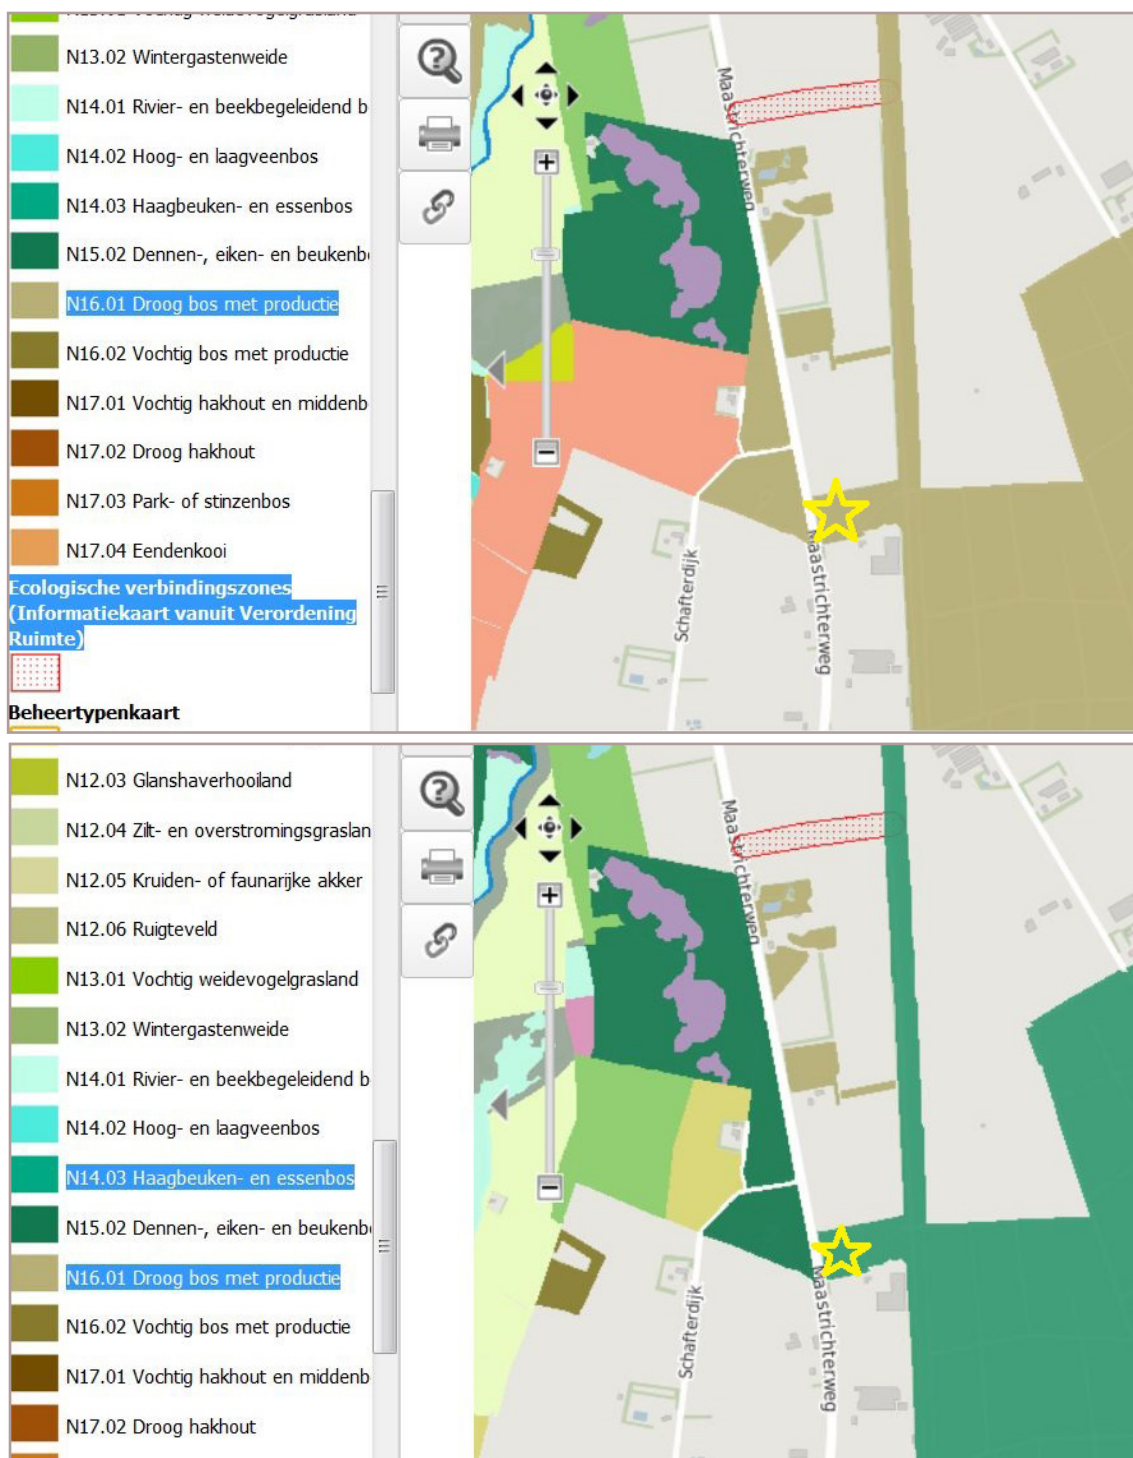 N13.02 Wintergastenweide
N14.01 Rivier- en beekbegeleidend b
N14.02 Hoog- en laagveenbos
N14.03 Haagbeuken- en essenbos
N15.02 Dennen-, eiken- en beukenb
N16.01 Droog bos met productie
N16.02 Vochtig bos met productie
N17.01 Vochtig hakhout en middenb
N17.02 Droog hakhout
N17.03 Park- of stinzenbos
N17.04 Eendenkooi
Ecologische verbindingszones
(Informatiekaart vanuit Verordening
Ruimte)
Beheertypenkaart
Maastrichterweg
Schafterdijk
Maastrichterweg
N12.03 Glanshaverhooiland
N12.04 Zilt- en overstromingsgraslan
N12.05 Kruiden- of faunarijke akker
N12.06 Ruigteveld
N13.01 Vochtig weidevogelgrasland
N13.02 Wintergastenweide
N14.01 Rivier- en beekbegeleidend b
N14.02 Hoog- en laagveenbos
N14.03 Haagbeuken- en essenbos
N15.02 Dennen-, eiken- en beukenb
N16.01 Droog bos met productie
N16.02 Vochtig bos met productie
N17.01 Vochtig hakhout en middenb
N17.02 Droog hakhout
Maastrichterweg
Schafterdijk
Maastrichterweg